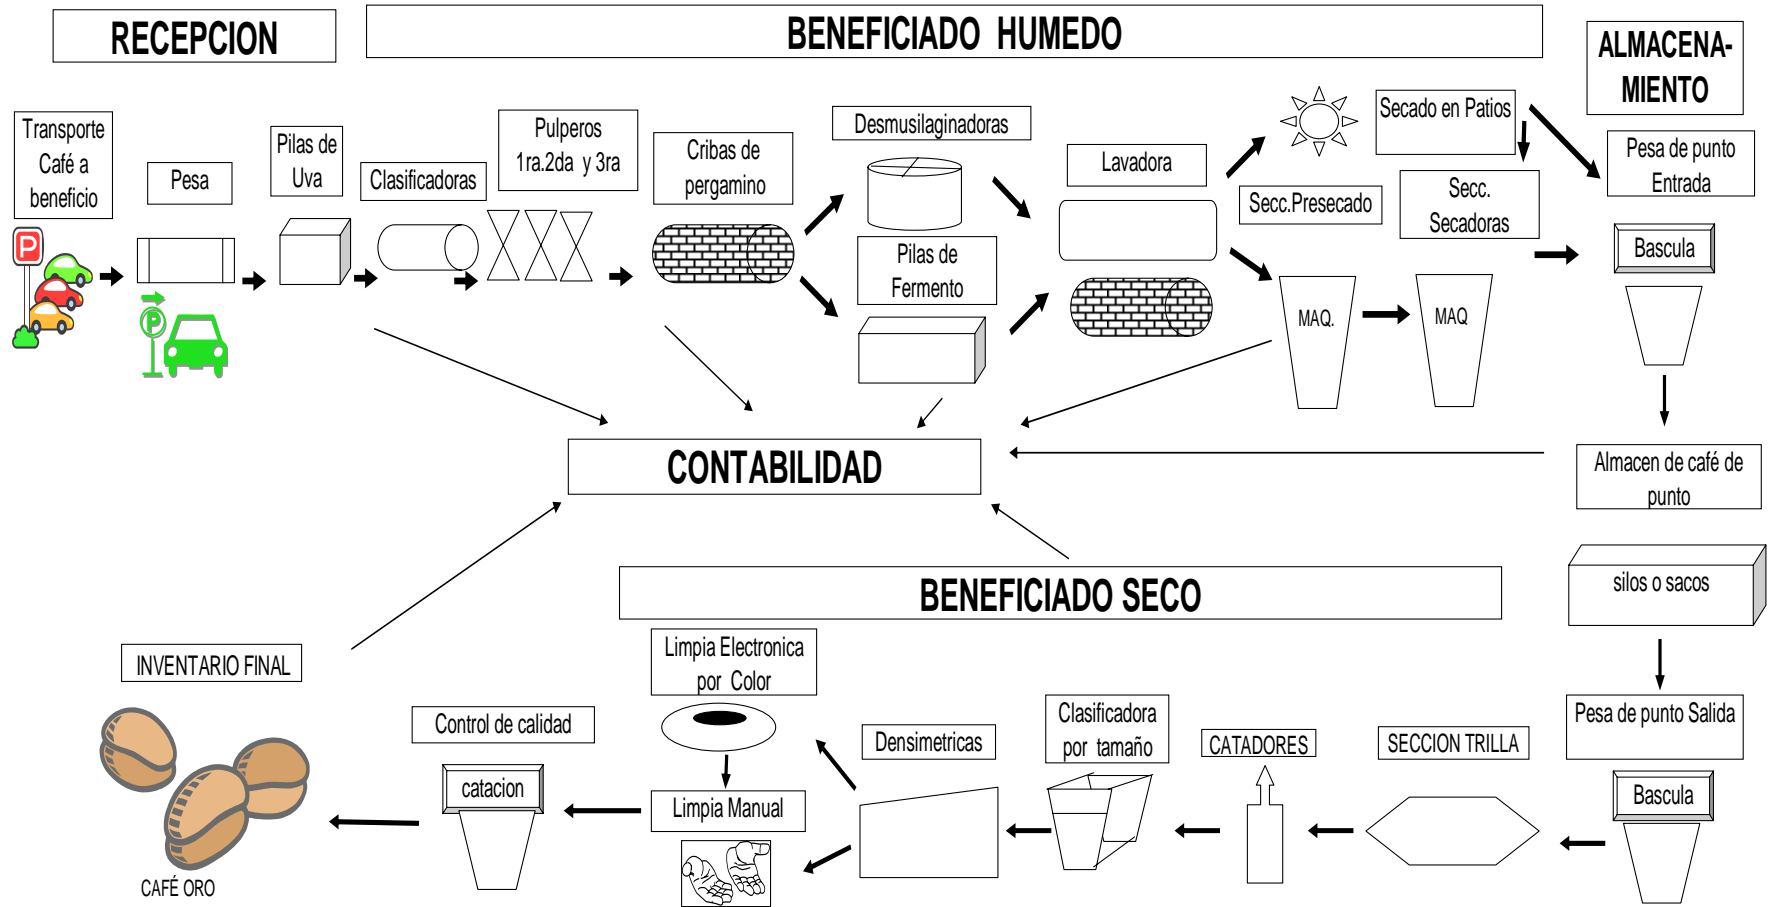 RECEPCION
BENEFICIADO HUMEDO
ALMACENA-
MIENTO
Transporte
Café a
beneficio
Pesa
Pilas de
Uva
Clasificadoras
Pulperos
1ra.2da y 3ra
Cribas de
pergamino
Desmusilaginadoras
Pilas de
Fermento
Lavadora
Secado en Patios
Secc.Presecado
Secc.
Secadoras
Pesa de punto
Entrada
Bascula
P
P
MAQ.
MAQ
CONTABILIDAD
Almacen de café de
punto
silos o sacos
BENEFICIADO SECO
Pesa de punto Salida
Bascula
SECCION TRILLA
CATADORES
Clasificadora
por tamaño
Densimetricas
Limpia Electronica
por Color
Limpia Manual
Control de calidad
catacion
INVENTARIO FINAL
CAFÉ ORO